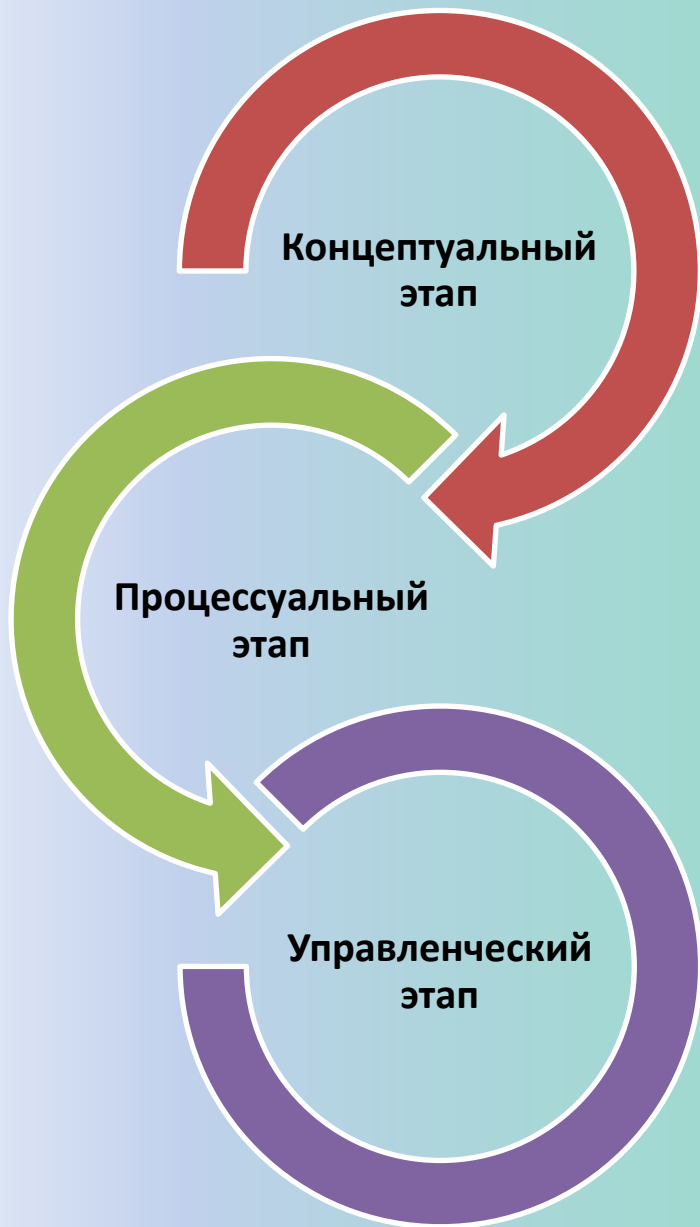 Концептуальный
этап
Процессуальный
этап
Управленческий
этап